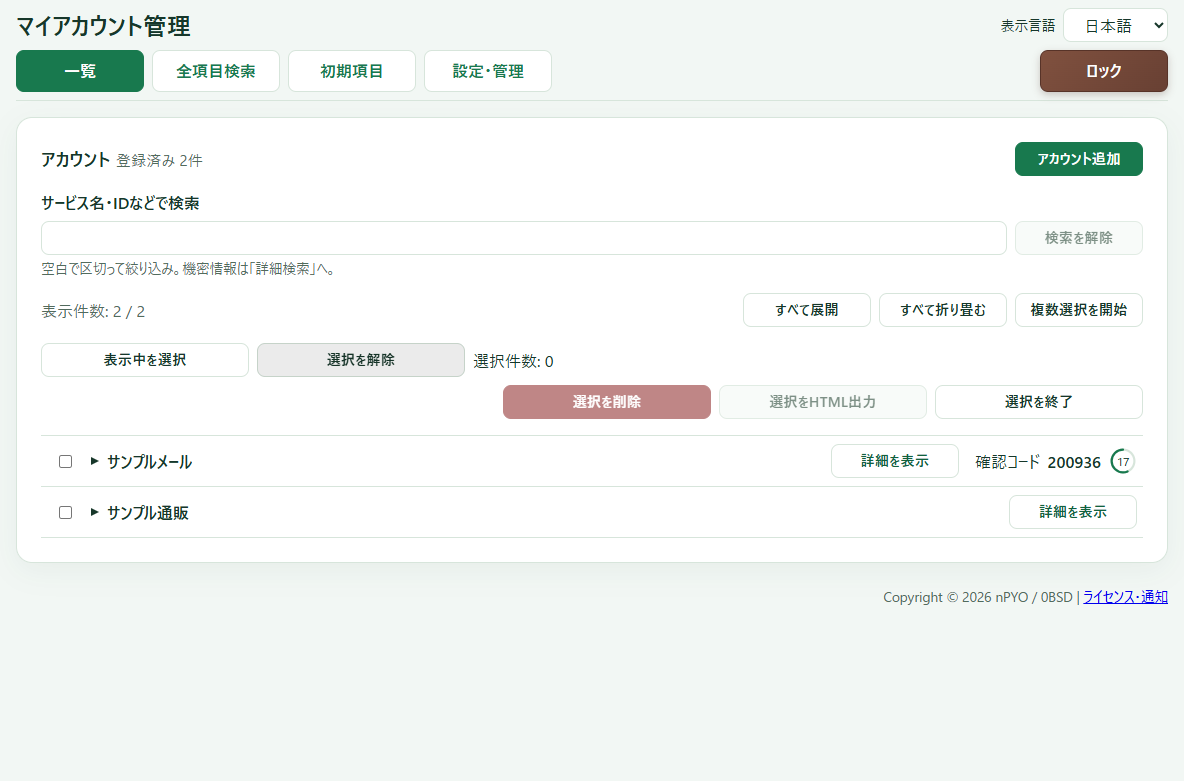 マイアカウント管理
表示言語 日本語
一覧 全項目検索 初期項目 設定・管理 ロック
アカウント 登録済み 2件 アカウント追加
サービス名・IDなどで検索
検索を解除
空白で区切って絞り込み。機密情報は「詳細検索」へ。
表示件数: 2 / 2 すべて展開 すべて折り畳む 複数選択を開始
表示中を選択 選択を解除 選択件数: 0
選択を削除 選択をHTML出力 選択を終了
▶ サンプルメール 詳細を表示 確認コード 200936 17
▶ サンプル通販 詳細を表示
Copyright © 2026 nPYO / 0BSD | ライセンス・通知